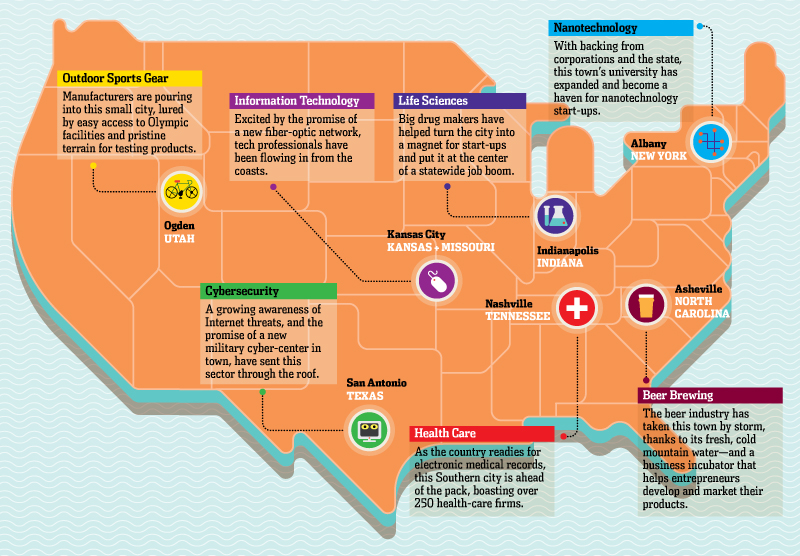 Nanotechnology
With backing from
corporations and the state,
this town's university has
expanded and become a
haven for nanotechnology
start-ups.
Albany
NEW YORK
Outdoor Sports Gear
Manufacturers are pouring
into this small city, lured
by easy access to Olympic
facilities and pristine
terrain for testing products.
Ogden
UTAH
Information Technology
Excited by the promise of
a new fiber-optic network,
tech professionals have
been flowing in from the
coasts.
Kansas City
KANSAS + MISSOURI
Life Sciences
Big drug makers have
helped turn the city into
a magnet for start-ups
and put it at the center
of a statewide job boom.
Indianapolis
INDIANA
Cybersecurity
A growing awareness of
Internet threats, and the
promise of a new
military cyber-center in
town, have sent this
sector through the roof.
San Antonio
TEXAS
Nashville
TENNESSEE
Health Care
As the country readies for
electronic medical records,
this Southern city is ahead
of the pack, boasting over
250 health-care firms.
Asheville
NORTH
CAROLINA
Beer Brewing
The beer industry has
taken this town by storm,
thanks to its fresh, cold
mountain water—and a
business incubator that
helps entrepreneurs
develop and market their
products.